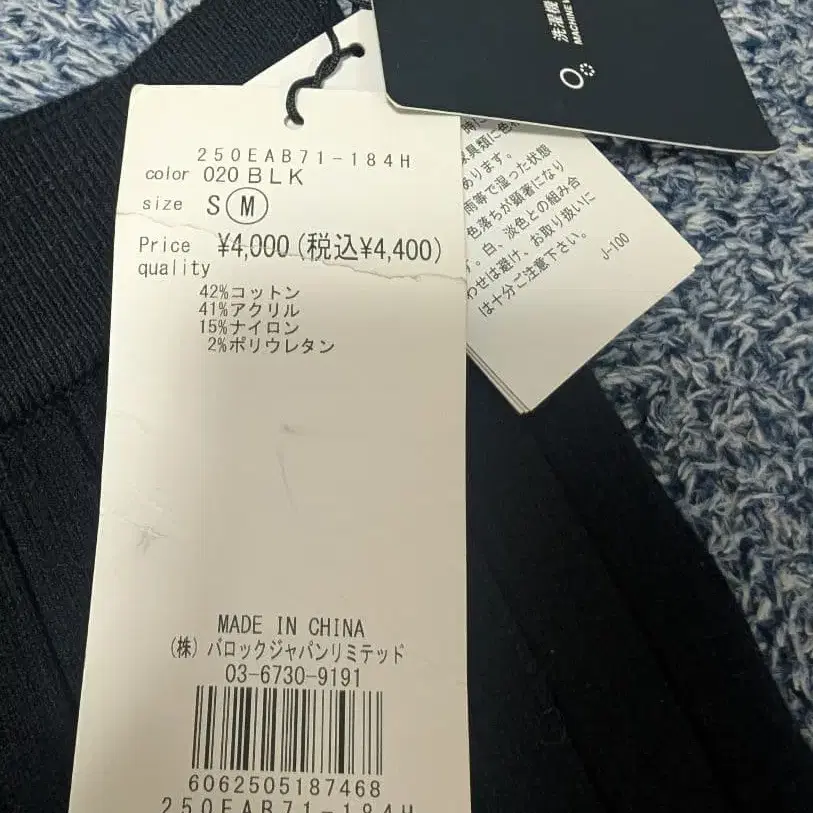 洗濯機
MACHINE
250EAB71-184H
color 020 BLK
size S M
Price ¥4,000(税込¥4,400)
quality
42%コットン
41%アクリル
15%ナイロン
2%ポリウレタン
MADE IN CHINA
(株)バロックジャパンリミテッド
03-6730-9191
6062505187468
250EAB71-184H
時に
具類に色
あります。
雨等で湿った状態
色落ちが顕著になり
す。白、淡色との組み合
わせは避け、お取り扱いに
は十分ご注意下さい。
J-100